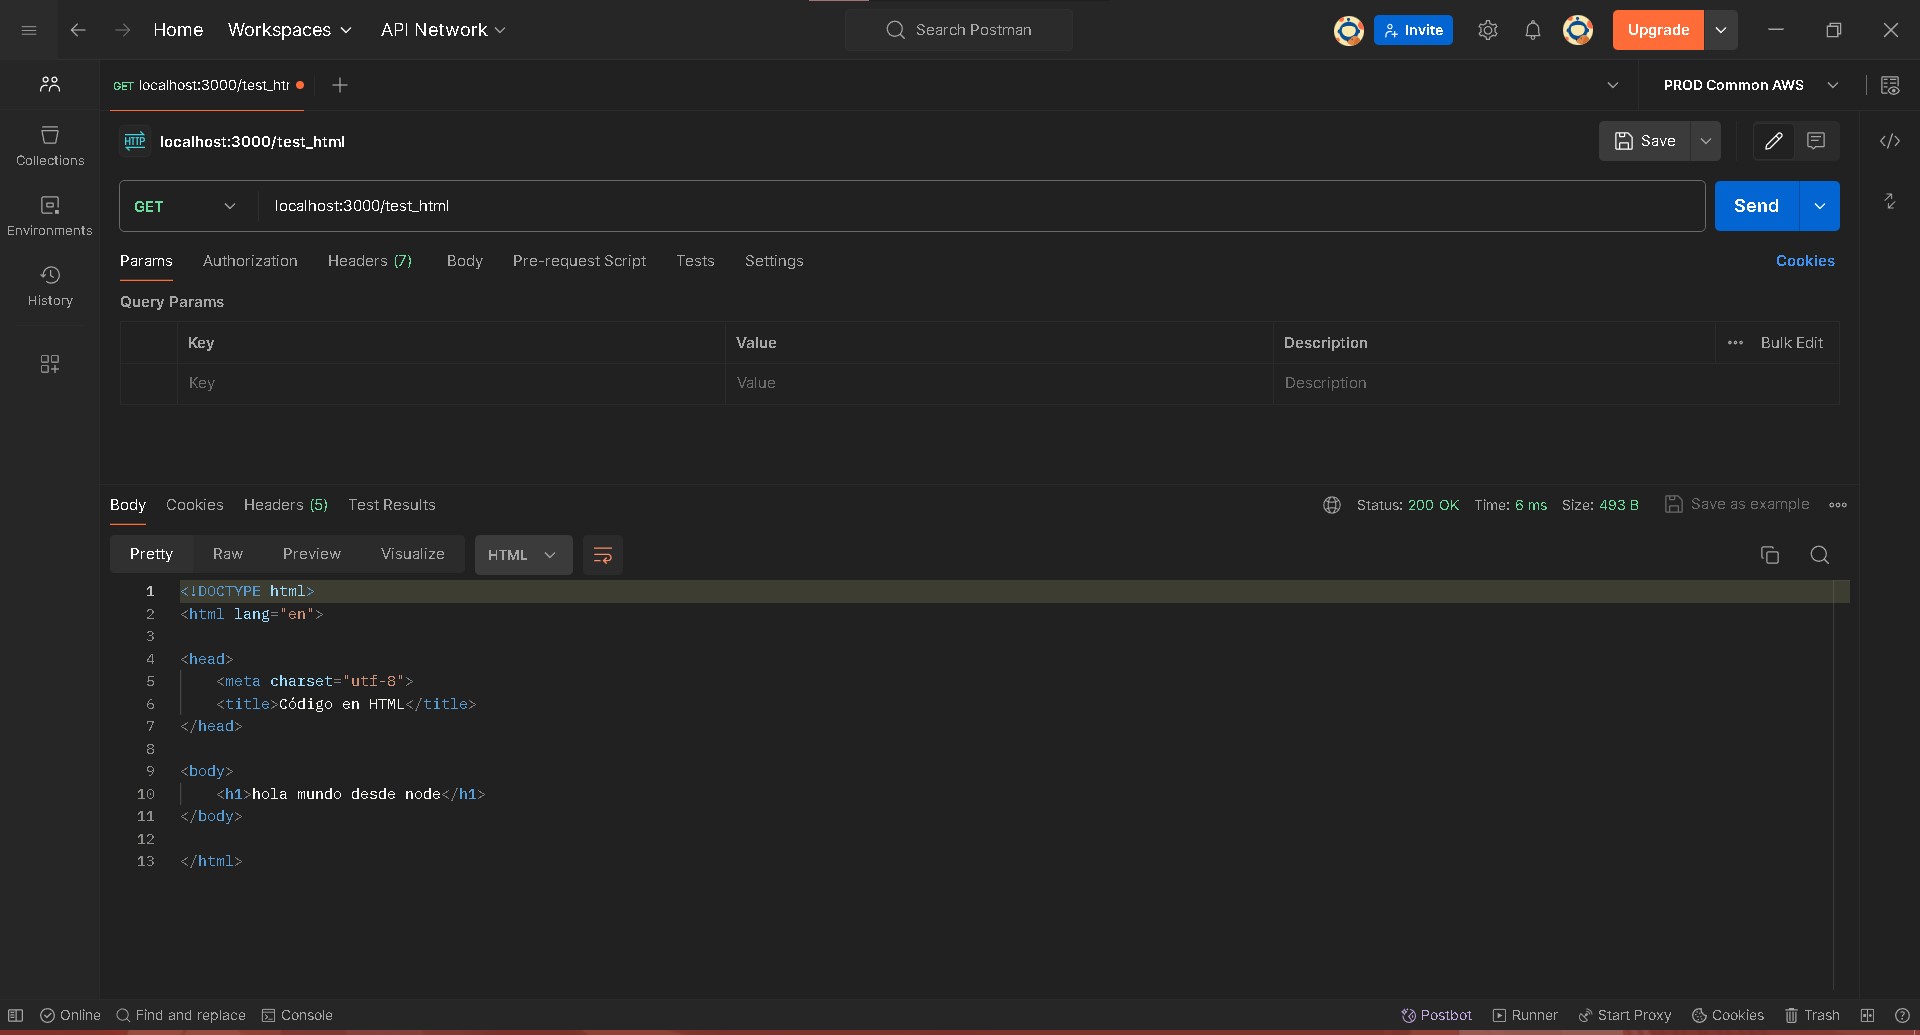 Home Workspaces API Network Search Postman Invite Upgrade
GET localhost:3000/test_htr PROD Common AWS
HTTP localhost:3000/test_html Save
Collections
GET localhost:3000/test_html Send
Environments
Params Authorization Headers (7) Body Pre-request Script Tests Settings Cookies
History
Query Params
Key Value Description Bulk Edit
Key Value Description
Body Cookies Headers (5) Test Results Status: 200 OK Time: 6 ms Size: 493 B Save as example
Pretty Raw Preview Visualize HTML
1 <!DOCTYPE html>
2 <html lang="en">
3
4 <head>
5 <meta charset="utf-8">
6 <title>Código en HTML</title>
7 </head>
8
9 <body>
10 <h1>hola mundo desde node</h1>
11 </body>
12
13 </html>
Online Find and replace Console Postbot Runner Start Proxy Cookies Trash